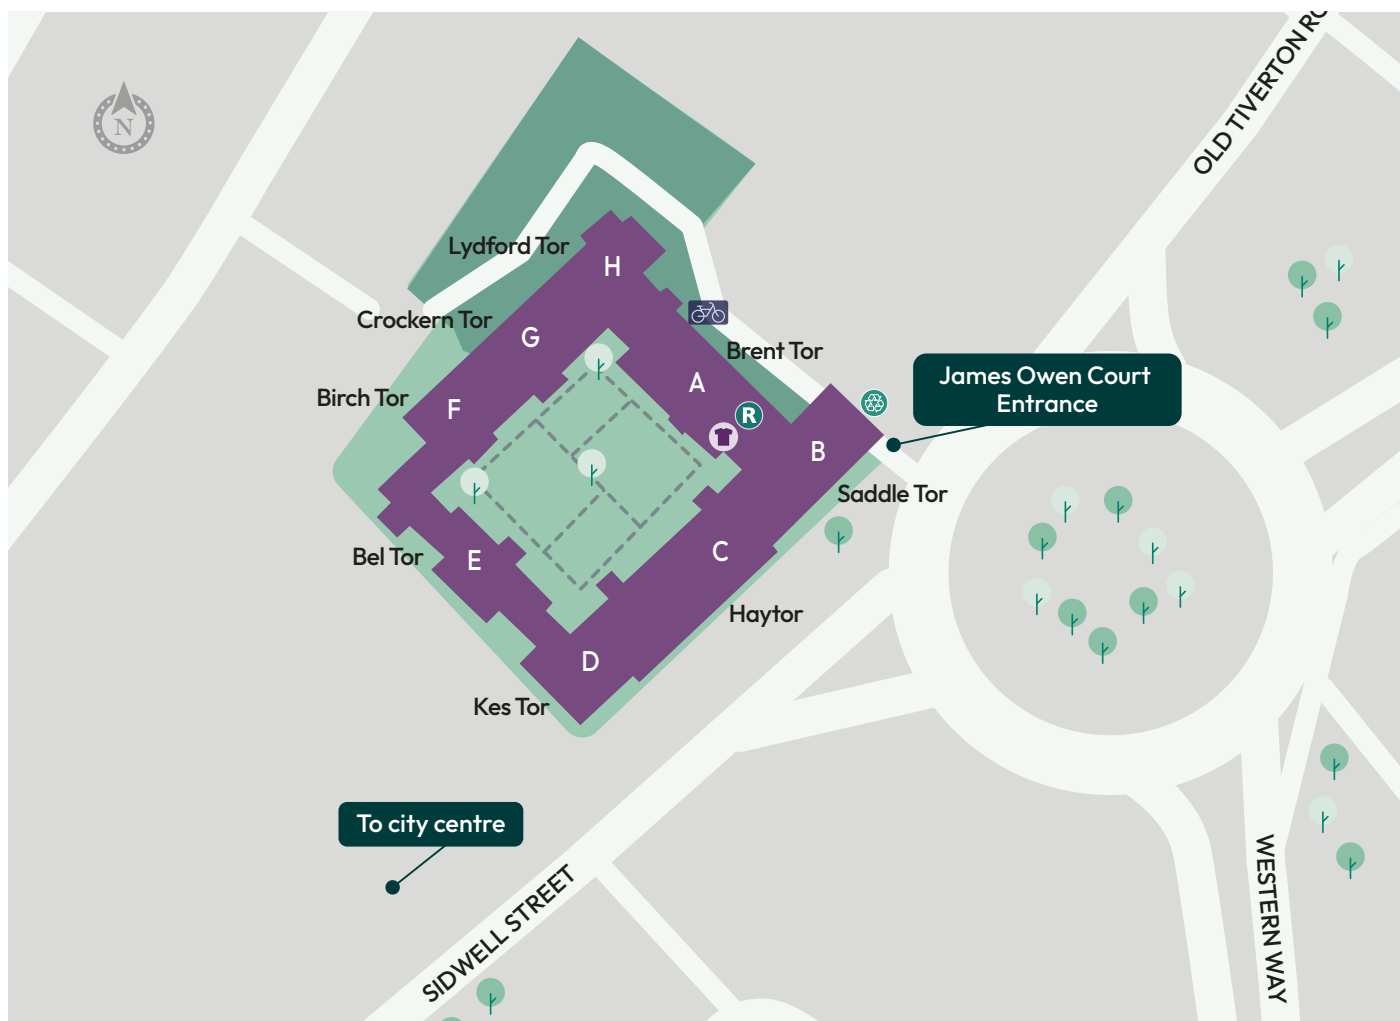 N
OLD TIVERTON
Lydford Tor
H
Crockern Tor
G
Brent Tor
A
James Owen Court
Entrance
Birch Tor
F
R
B
Saddle Tor
Bel Tor
E
C
Haytor
D
Kes Tor
To city centre
SIDWELL STREET
WESTERN WAY